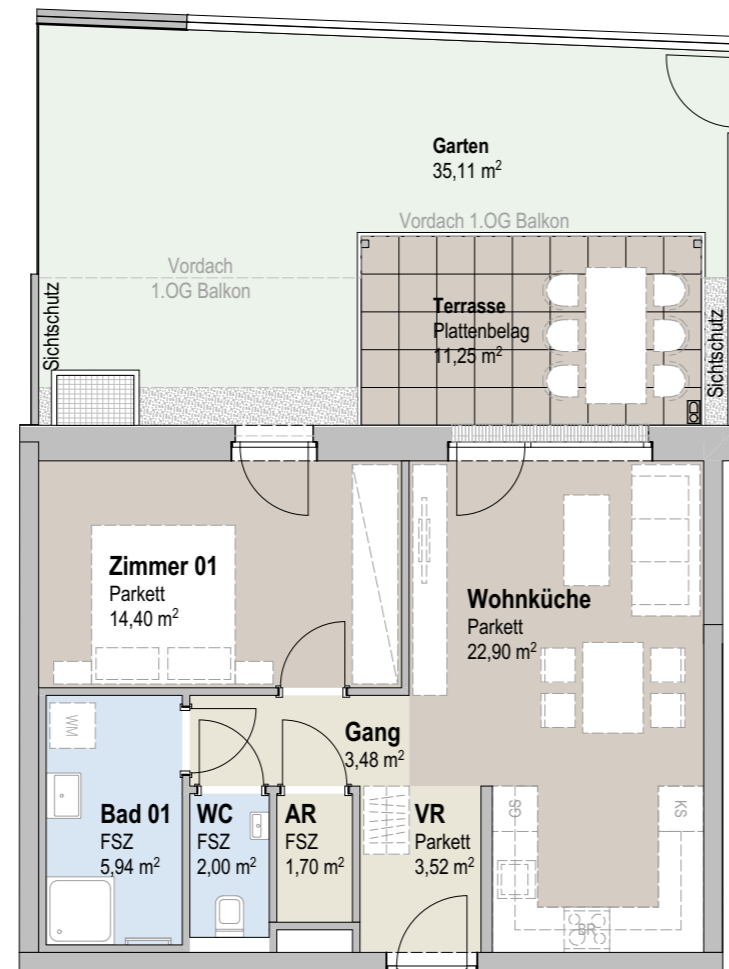 Garten
35,11 m²
Vordach 1.OG Balkon
Vordach
1.OG Balkon
Sichtschutz
Terrasse
Plattenbelag
11,25 m²
Sichtschutz
Zimmer 01
Parkett
14,40 m²
Wohnküche
Parkett
22,90 m²
WM
Gang
3,48 m²
Bad 01
FSZ
5,94 m²
WC
FSZ
2,00 m²
AR
FSZ
1,70 m²
VR
Parkett
3,52 m²
SG
KS
BR